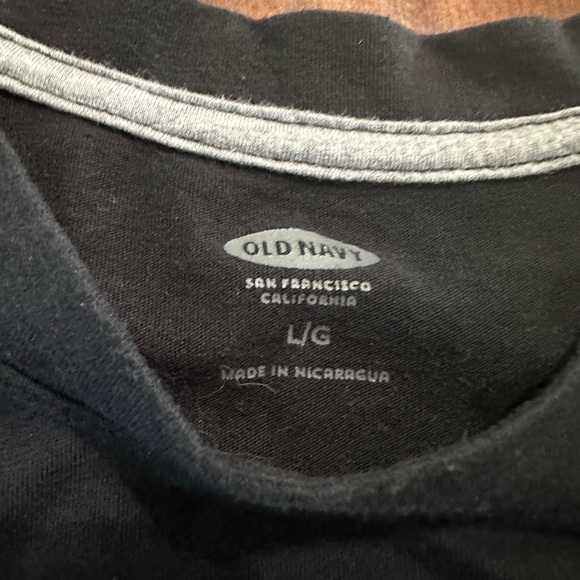 OLD NAVY
SAN FRANCISCO
CALIFORNIA
L/G
MADE IN NICARAGUA